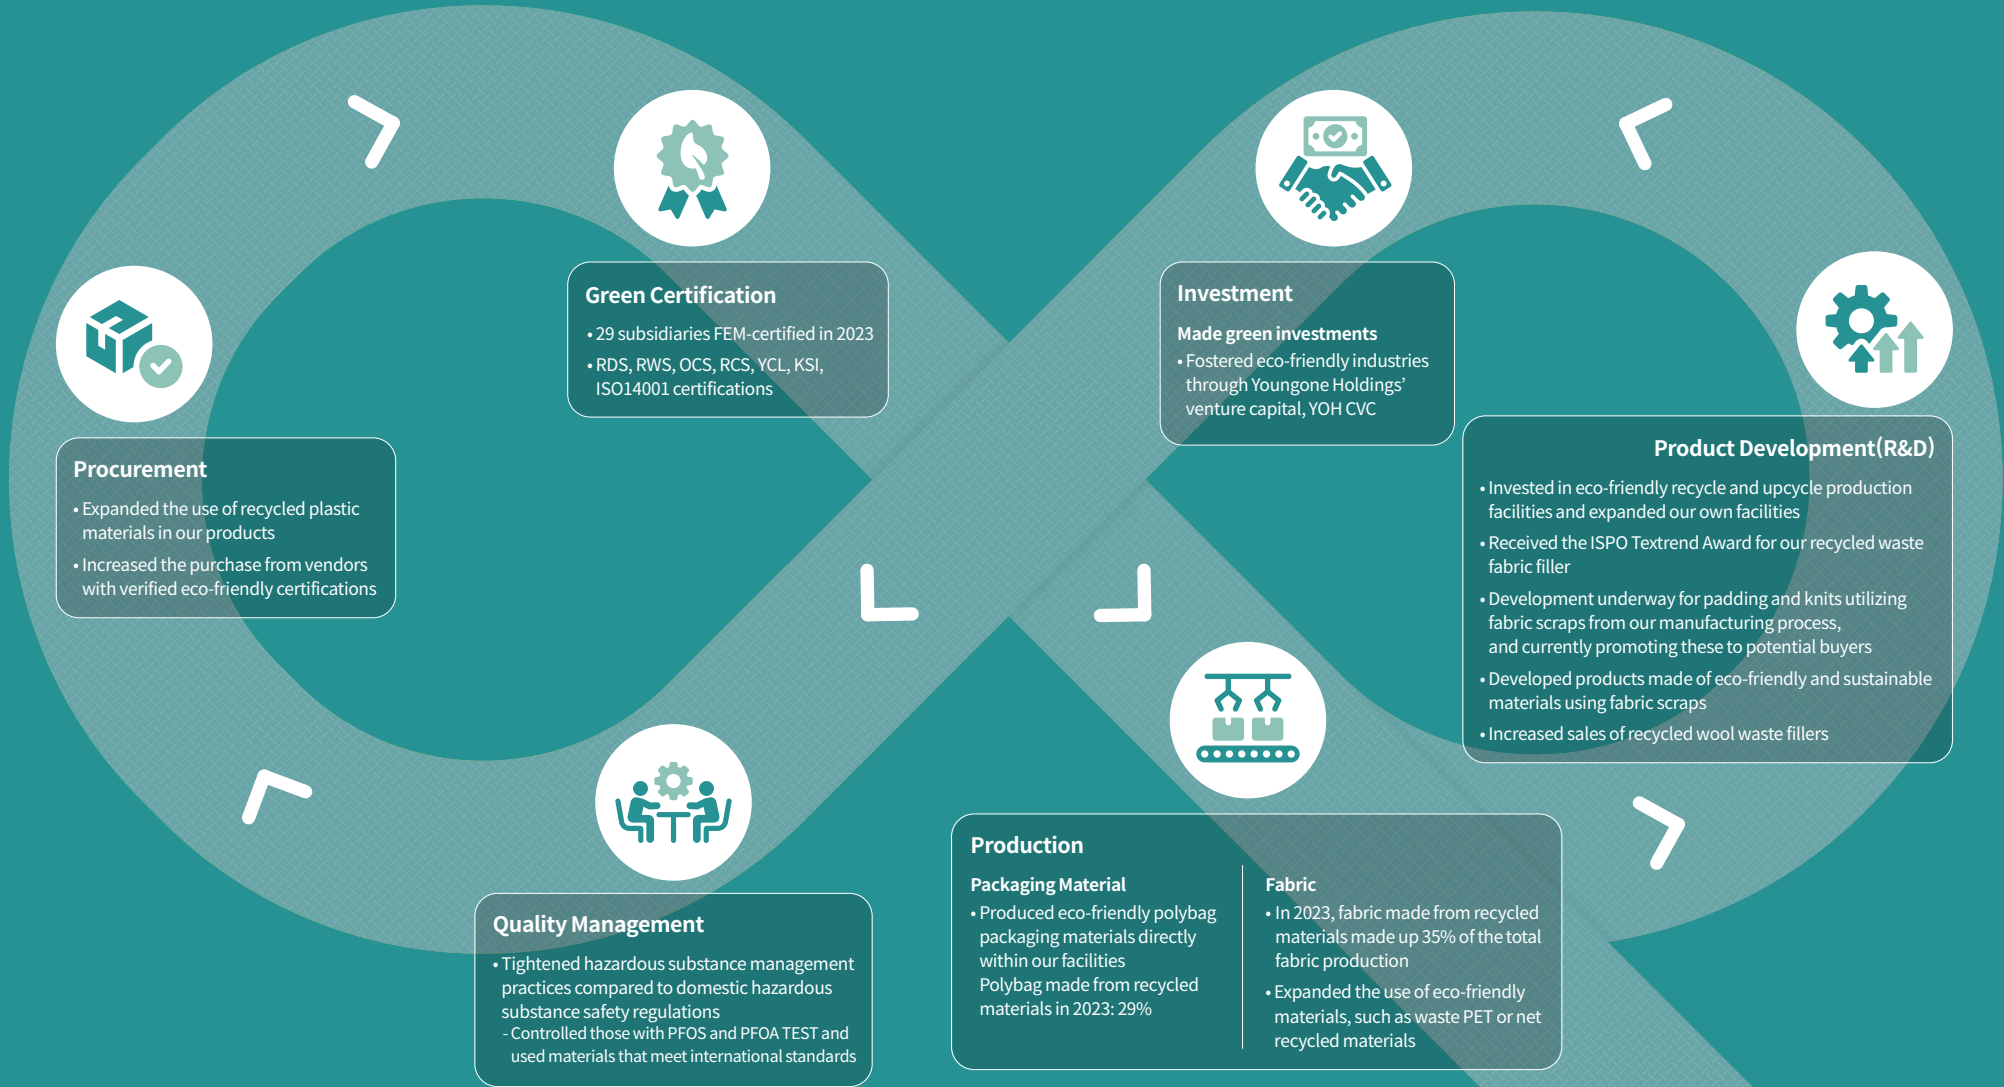 Green Certification
• 29 subsidiaries FEM-certified in 2023
• RDS, RWS, OCS, RCS, YCL, KSI,
ISO14001 certifications
Investment
Made green investments
• Fostered eco-friendly industries
through Youngone Holdings’
venture capital, YOH CVC
Procurement
• Expanded the use of recycled plastic
materials in our products
• Increased the purchase from vendors
with verified eco-friendly certifications
Product Development(R&D)
• Invested in eco-friendly recycle and upcycle production
facilities and expanded our own facilities
• Received the ISPO Textrend Award for our recycled waste
fabric filler
• Development underway for padding and knits utilizing
fabric scraps from our manufacturing process,
and currently promoting these to potential buyers
• Developed products made of eco-friendly and sustainable
materials using fabric scraps
• Increased sales of recycled wool waste fillers
Quality Management
• Tightened hazardous substance management
practices compared to domestic hazardous
substance safety regulations
- Controlled those with PFOS and PFOA TEST and
used materials that meet international standards
Production
Packaging Material
• Produced eco-friendly polybag
packaging materials directly
within our facilities
Polybag made from recycled
materials in 2023: 29%
Fabric
• In 2023, fabric made from recycled
materials made up 35% of the total
fabric production
• Expanded the use of eco-friendly
materials, such as waste PET or net
recycled materials